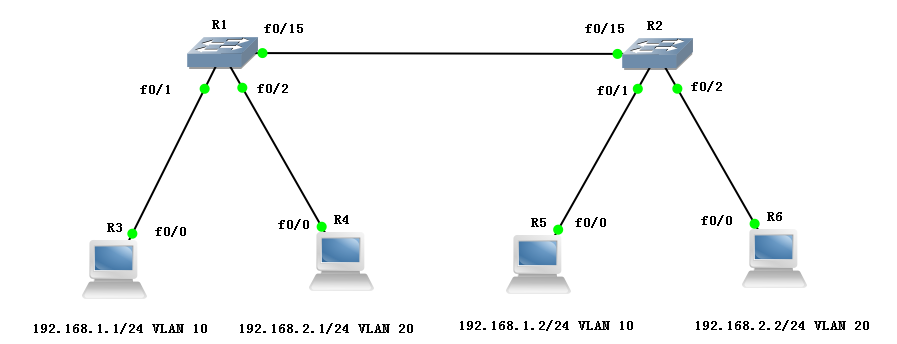 R1
f0/15
f0/15
R2
f0/1
f0/2
f0/1
f0/2
R3
f0/0
f0/0
R4
R5
f0/0
f0/0
R6
192.168.1.1/24 VLAN 10
192.168.2.1/24 VLAN 20
192.168.1.2/24 VLAN 10
192.168.2.2/24 VLAN 20